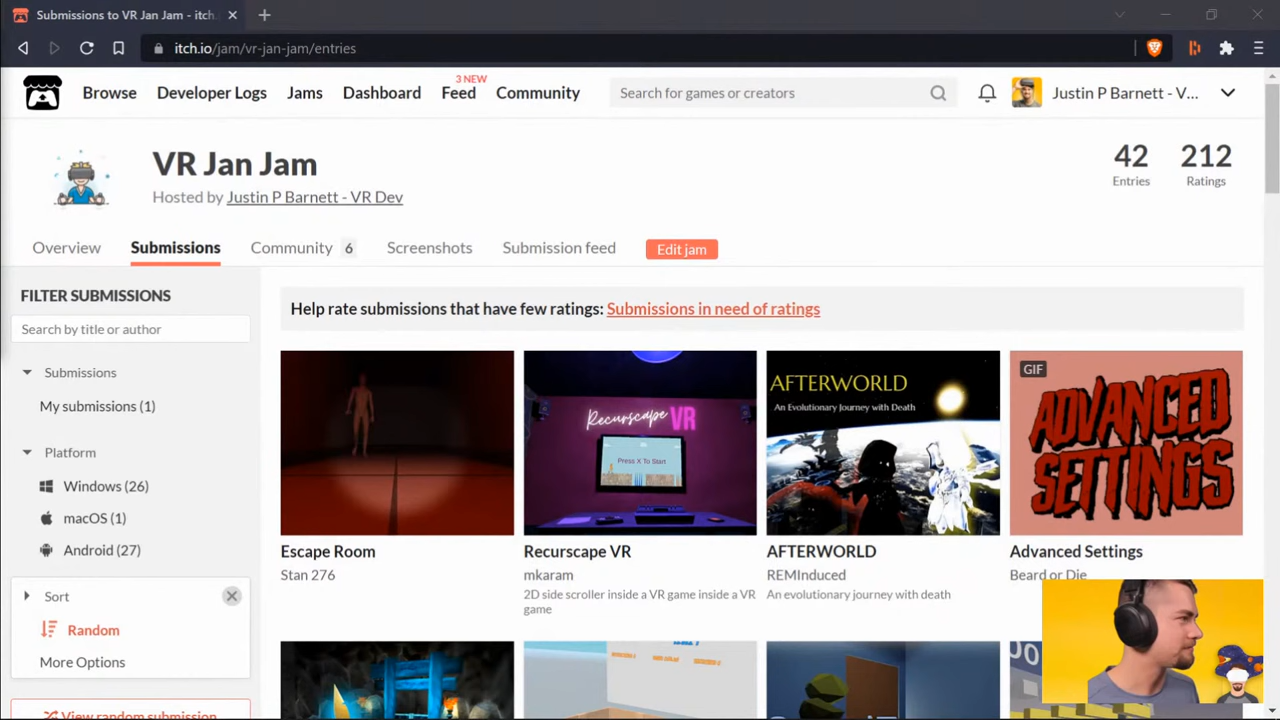 Submissions to VR Jan Jam - itch.
itch.io/jam/vr-jan-jam/entries
3 NEW
Browse Developer Logs Jams Dashboard Feed Community Search for games or creators Justin P Barnett - V...
VR Jan Jam
Hosted by Justin P Barnett - VR Dev
42 212
Entries Ratings
Overview Submissions Community 6 Screenshots Submission feed Edit jam
FILTER SUBMISSIONS
Search by title or author
Submissions
My submissions (1)
Platform
Windows (26)
macOS (1)
Android (27)
Sort
Random
More Options
View random submission
Help rate submissions that have few ratings: Submissions in need of ratings
Recurscape VR
Press X To Start
AFTERWORLD
An Evolutionary Journey with Death
GIF
ADVANCED
SETTINGS
Escape Room
Stan 276
Recurscape VR
mkaram
2D side scroller inside a VR game inside a VR
game
AFTERWORLD
REMInduced
An evolutionary journey with death
Advanced Settings
Beard or Die